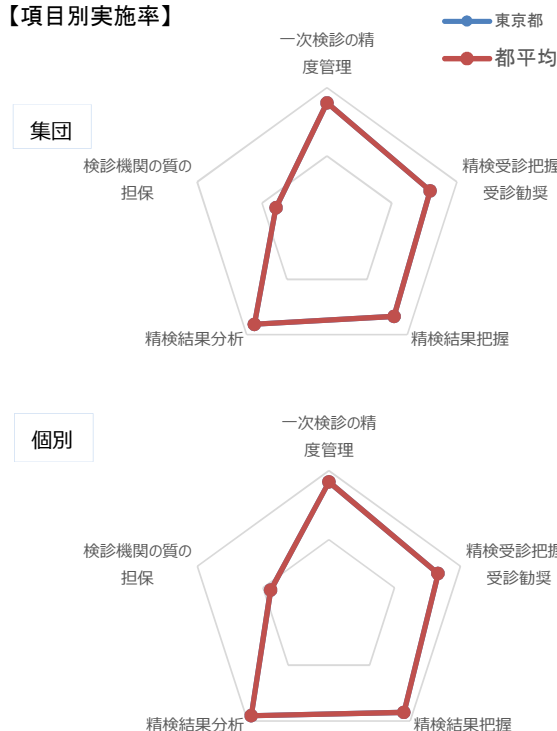 【項目別実施率】
東京都
都平均
集団
一次検診の精
度管理
精検受診把握
受診勧奨
精検結果把握
精検結果分析
検診機関の質の
担保
個別
一次検診の精
度管理
精検受診把握
受診勧奨
精検結果把握
精検結果分析
検診機関の質の
担保